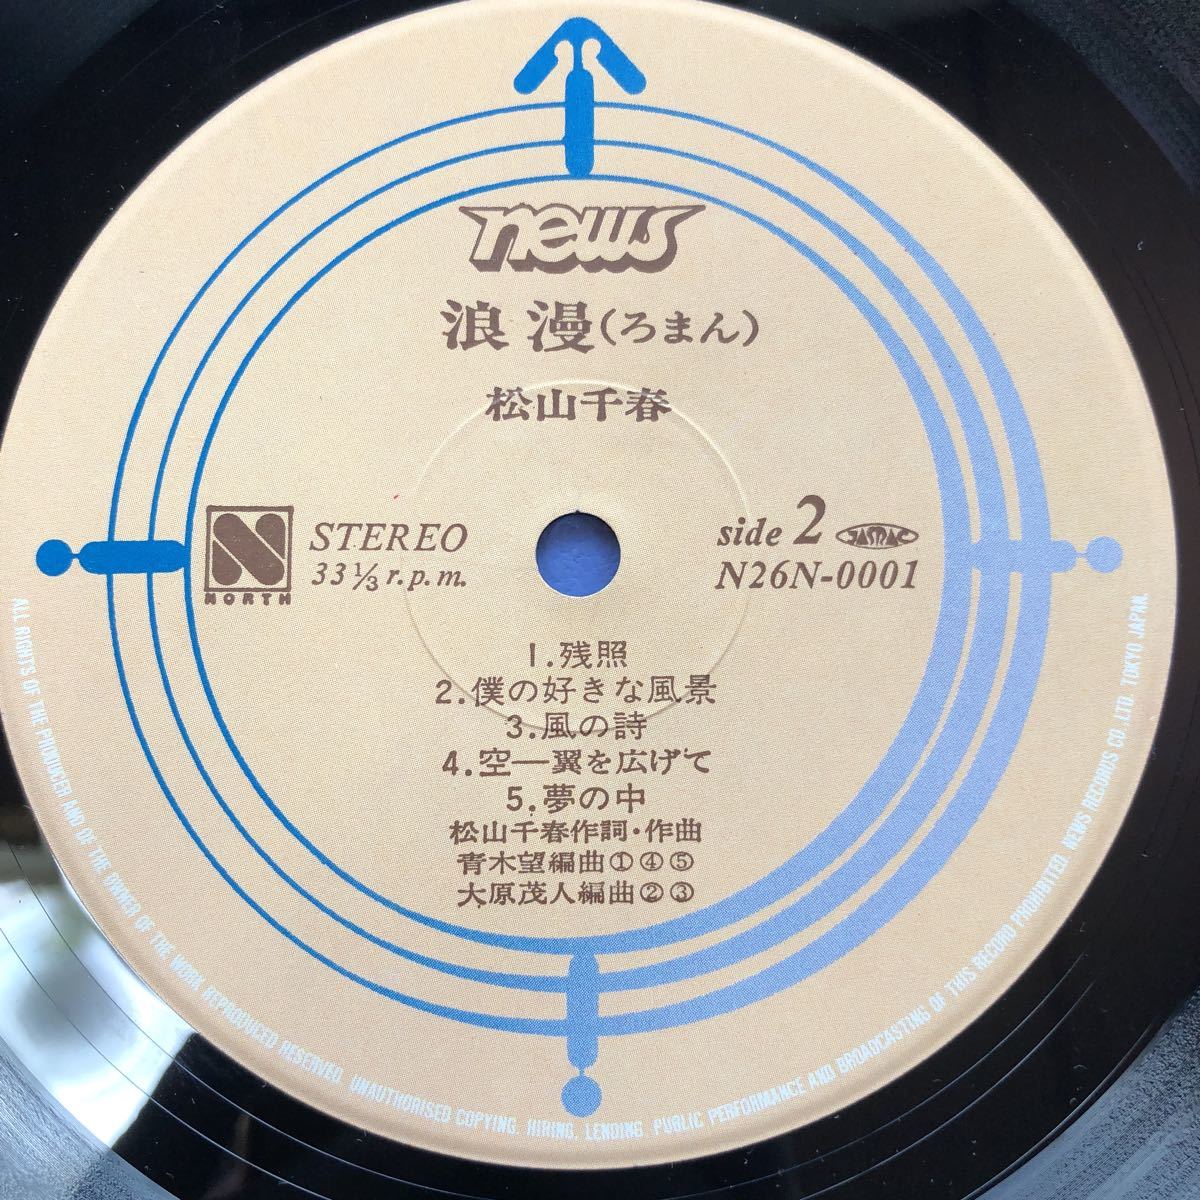 news
浪漫(ろまん)
松山千春
NORTH
STEREO
33 1/3 r.p.m.
side 2
JASRAC
N26N-0001
1.残照
2.僕の好きな風景
3.風の詩
4.空―翼を広げて
5.夢の中
松山千春作詞・作曲
青木望編曲①④⑤
大原茂人編曲②③
ALL RIGHTS OF THE PRODUCER AND OF THE OWNER OF THE WORK REPRODUCED RESERVED. UNAUTHORISED COPYING, HIRING, LENDING, PUBLIC PERFORMANCE AND BROADCASTING OF THIS RECORD PROHIBITED. NEWS RECORDS CO., LTD. TOKYO JAPAN.